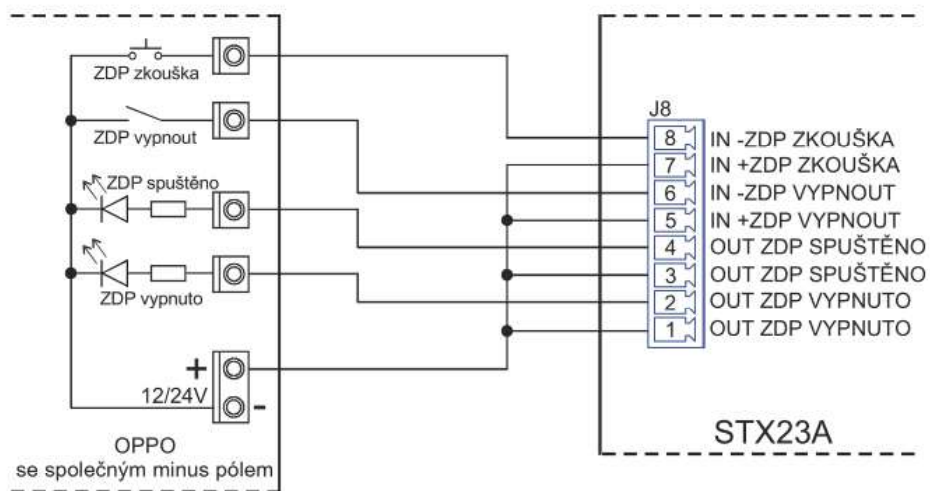 ZDP zkouška
ZDP vypnout
ZDP spuštěno
ZDP vypnuto
+
12/24V
-
OPPO
se společným minus pólem
J8
8 IN -ZDP ZKOUŠKA
7 IN +ZDP ZKOUŠKA
6 IN -ZDP VYPNOUT
5 IN +ZDP VYPNOUT
4 OUT ZDP SPUŠTĚNO
3 OUT ZDP SPUŠTĚNO
2 OUT ZDP VYPNUTO
1 OUT ZDP VYPNUTO
STX23A